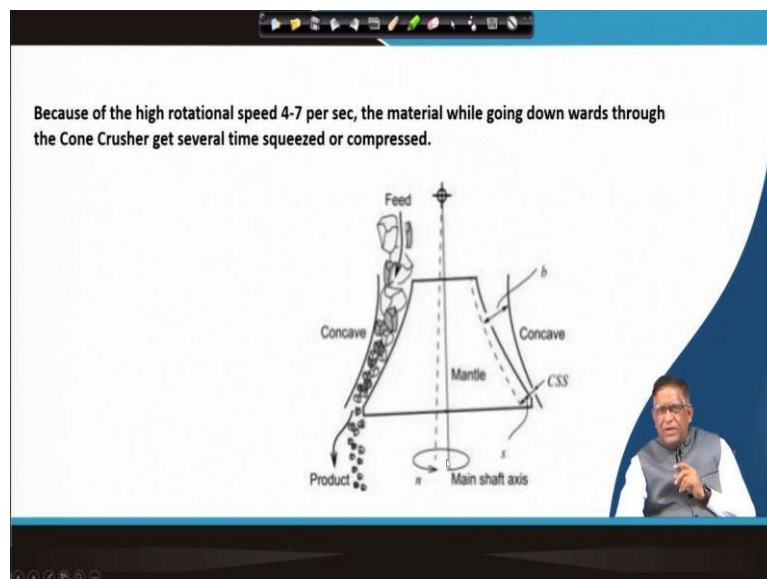 Because of the high rotational speed 4-7 per sec, the material while going down wards through
the Cone Crusher get several time squeezed or compressed.
Feed
b
Concave
Concave
Mantle
CSS
s
Product
n
Main shaft axis